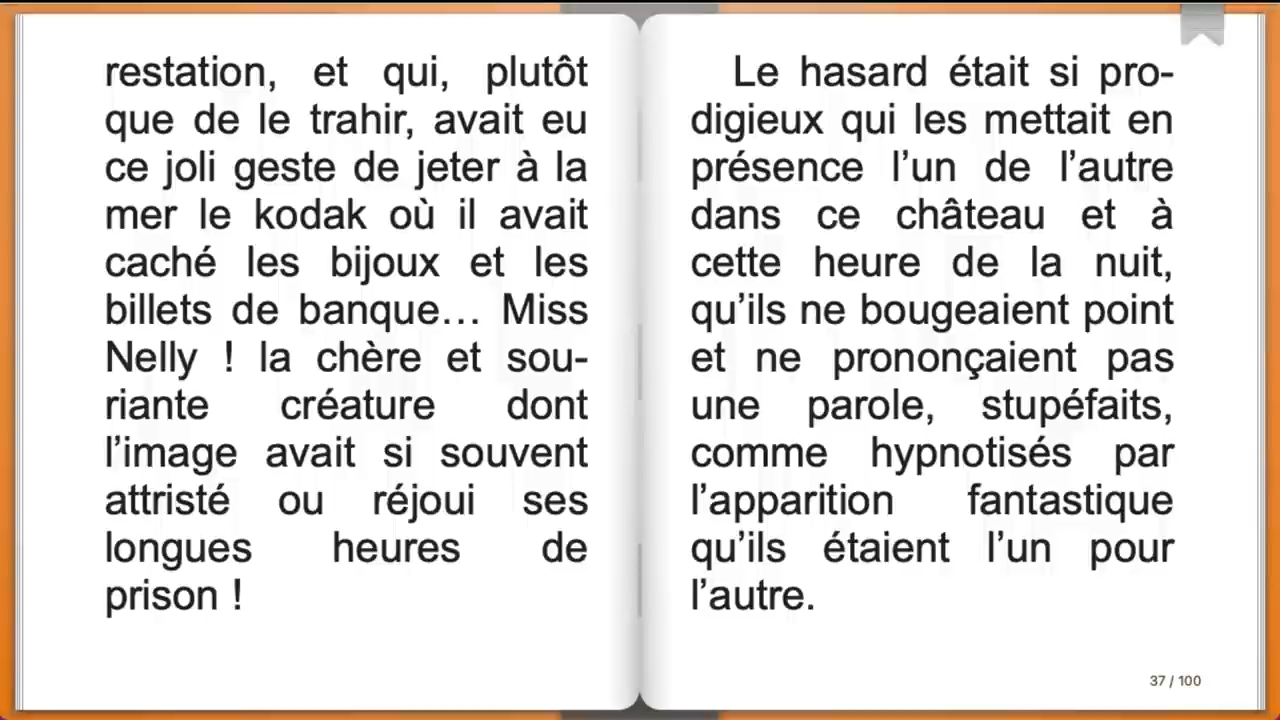 restation, et qui, plutôt
que de le trahir, avait eu
ce joli geste de jeter à la
mer le kodak où il avait
caché les bijoux et les
billets de banque… Miss
Nelly ! la chère et sou-
riante créature dont
l’image avait si souvent
attristé ou réjoui ses
longues heures de
prison !
Le hasard était si pro-
digieux qui les mettait en
présence l’un de l’autre
dans ce château et à
cette heure de la nuit,
qu’ils ne bougeaient point
et ne prononçaient pas
une parole, stupéfaits,
comme hypnotisés par
l’apparition fantastique
qu’ils étaient l’un pour
l’autre.
37 / 100